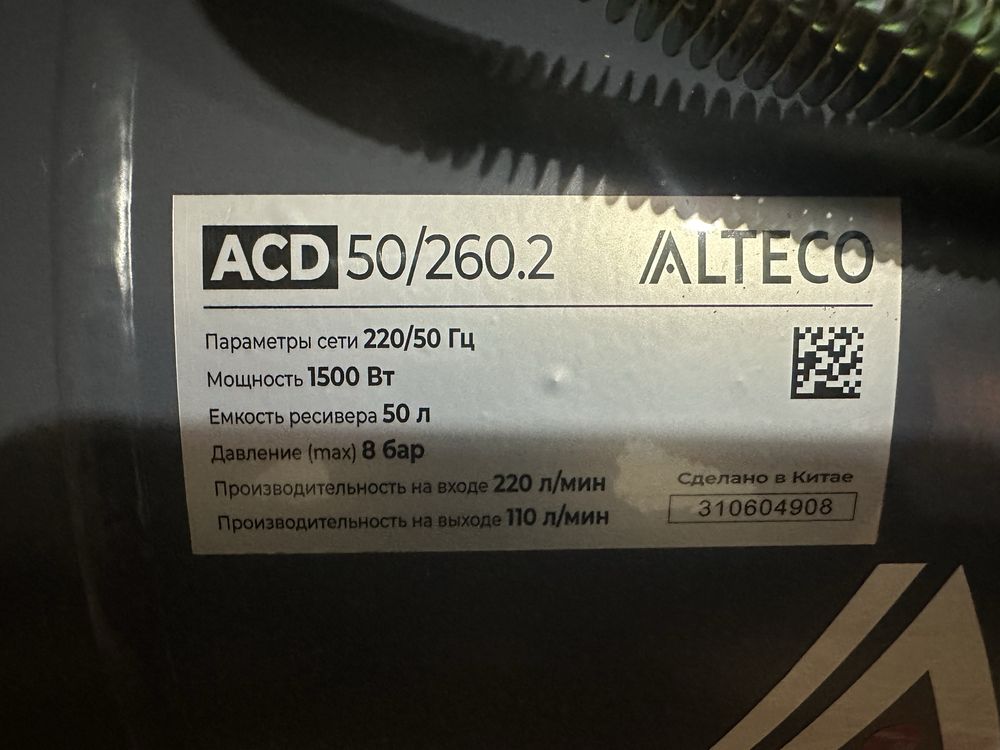 ACD 50/260.2
ALTECO
Параметры сети 220/50 Гц
Мощность 1500 Вт
Емкость ресивера 50 л
Давление (max) 8 бар
Производительность на входе 220 л/мин
Производительность на выходе 110 л/мин
Сделано в Китае
310604908